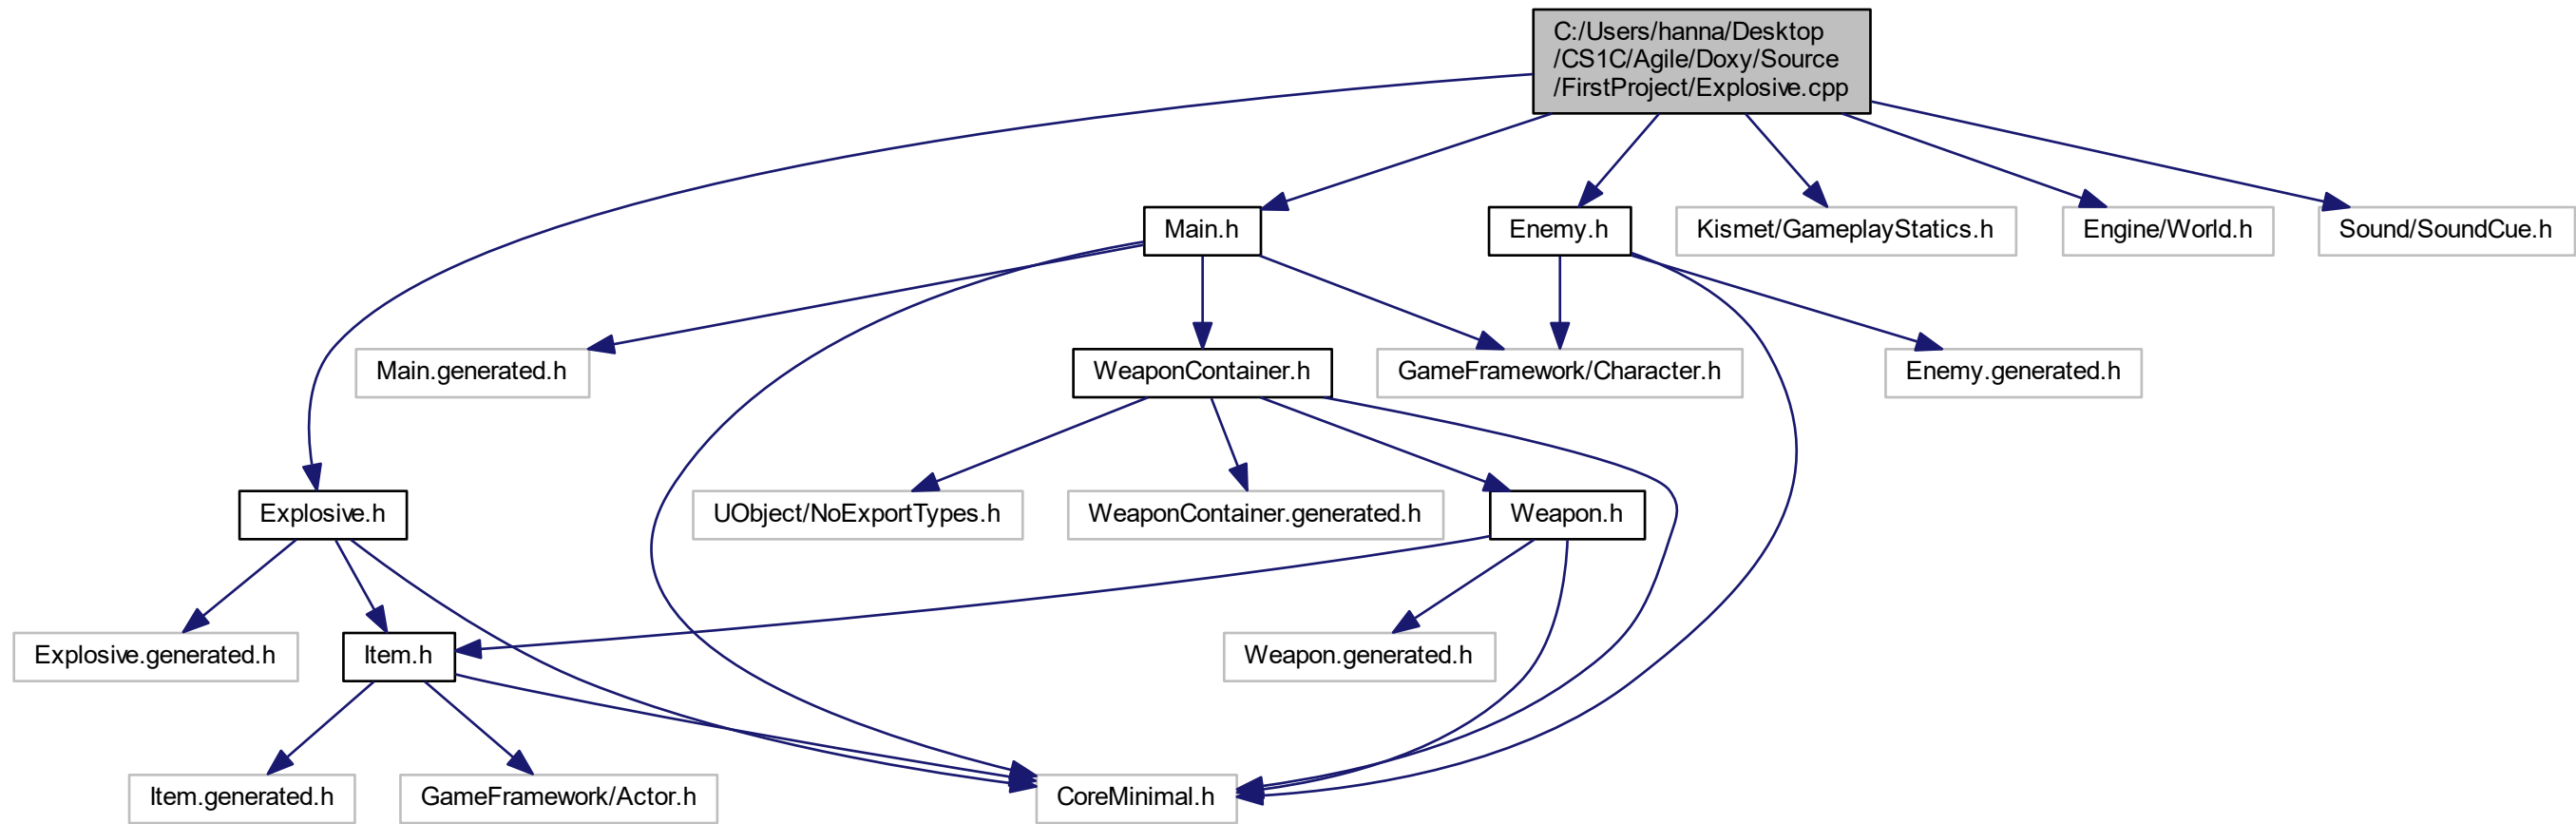 C:/Users/hanna/Desktop
/CS1C/Agile/Doxy/Source
/FirstProject/Explosive.cpp
Main.h
Enemy.h
Kismet/GameplayStatics.h
Engine/World.h
Sound/SoundCue.h
Main.generated.h
WeaponContainer.h
GameFramework/Character.h
Enemy.generated.h
Explosive.h
UObject/NoExportTypes.h
WeaponContainer.generated.h
Weapon.h
Explosive.generated.h
Item.h
Weapon.generated.h
Item.generated.h
GameFramework/Actor.h
CoreMinimal.h